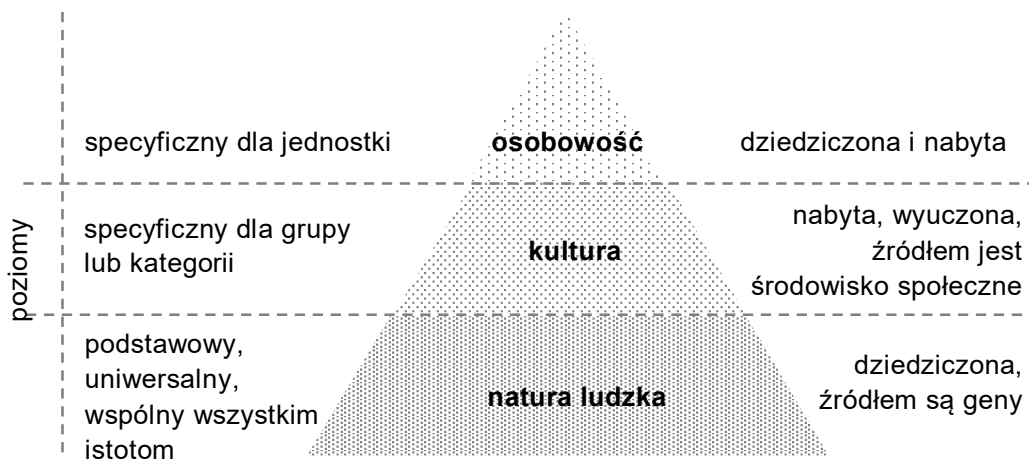 poziomy
specyficzny dla jednostki
osobowość
dziedziczona i nabyta
specyficzny dla grupy
lub kategorii
kultura
nabyta, wyuczona,
źródłem jest
środowisko społeczne
podstawowy,
uniwersalny,
wspólny wszystkim
istotom
natura ludzka
dziedziczona,
źródłem są geny